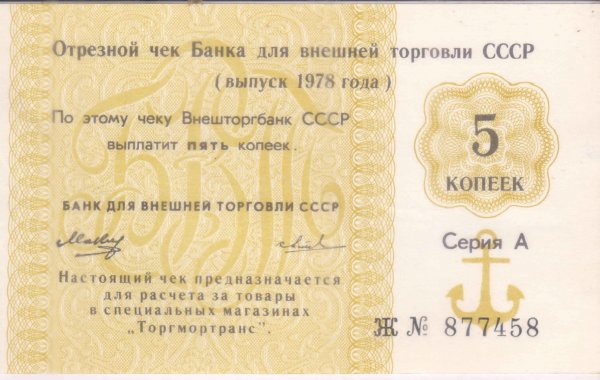 Отрезной чек Банка для внешней торговли СССР
(выпуск 1978 года)
По этому чеку Внешторгбанк СССР
выплатит пять копеек.
5
КОПЕЕК
БАНК ДЛЯ ВНЕШНЕЙ ТОРГОВЛИ СССР
Серия А
Настоящий чек предназначается
для расчета за товары
в специальных магазинах
„Торгмортранс".
Ж № 877458